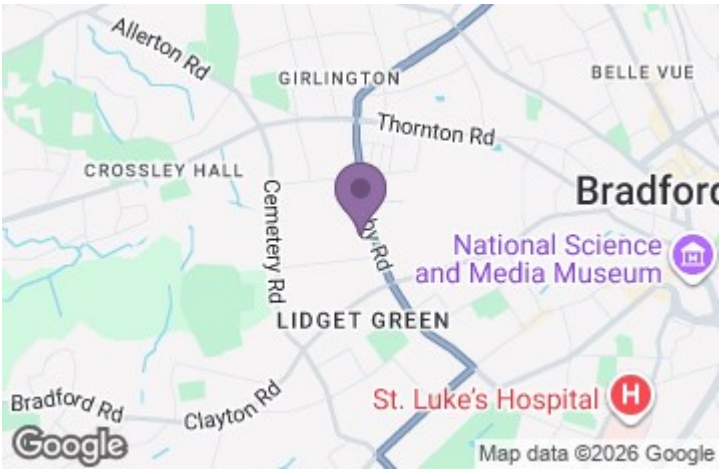 Allerton Rd
GIRLINGTON
BELLE VUE
Thornton Rd
CROSSLEY HALL
Cemetery Rd
Bradford
National Science
and Media Museum
LIDGET GREEN
Bradford Rd
Clayton Rd
St. Luke's Hospital
H
Google
Map data ©2026 Google